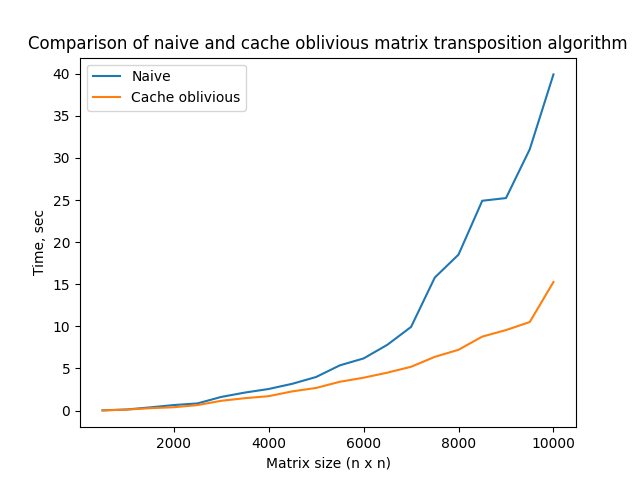 Comparison of naive and cache oblivious matrix transposition algorithm
Naive
Cache oblivious
40
35
30
25
20
15
10
5
0
Time, sec
2000
4000
6000
8000
10000
Matrix size (n x n)